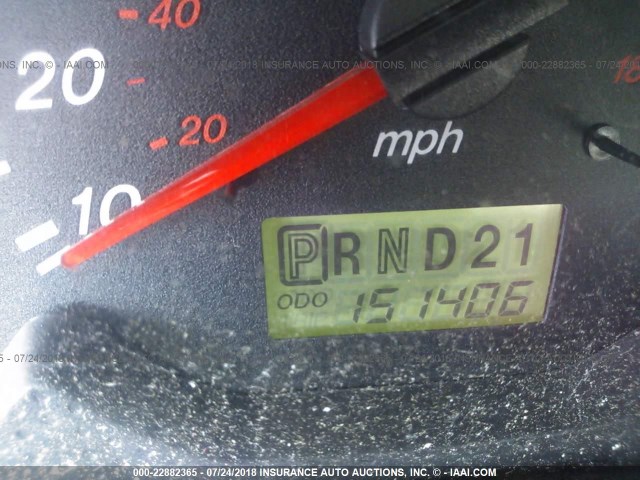 40
20
20
10
mph
18
PRND21
ODO 151406
000-22882365 - 07/24/2018 INSURANCE AUTO AUCTIONS, INC. - ©IAAI.COM